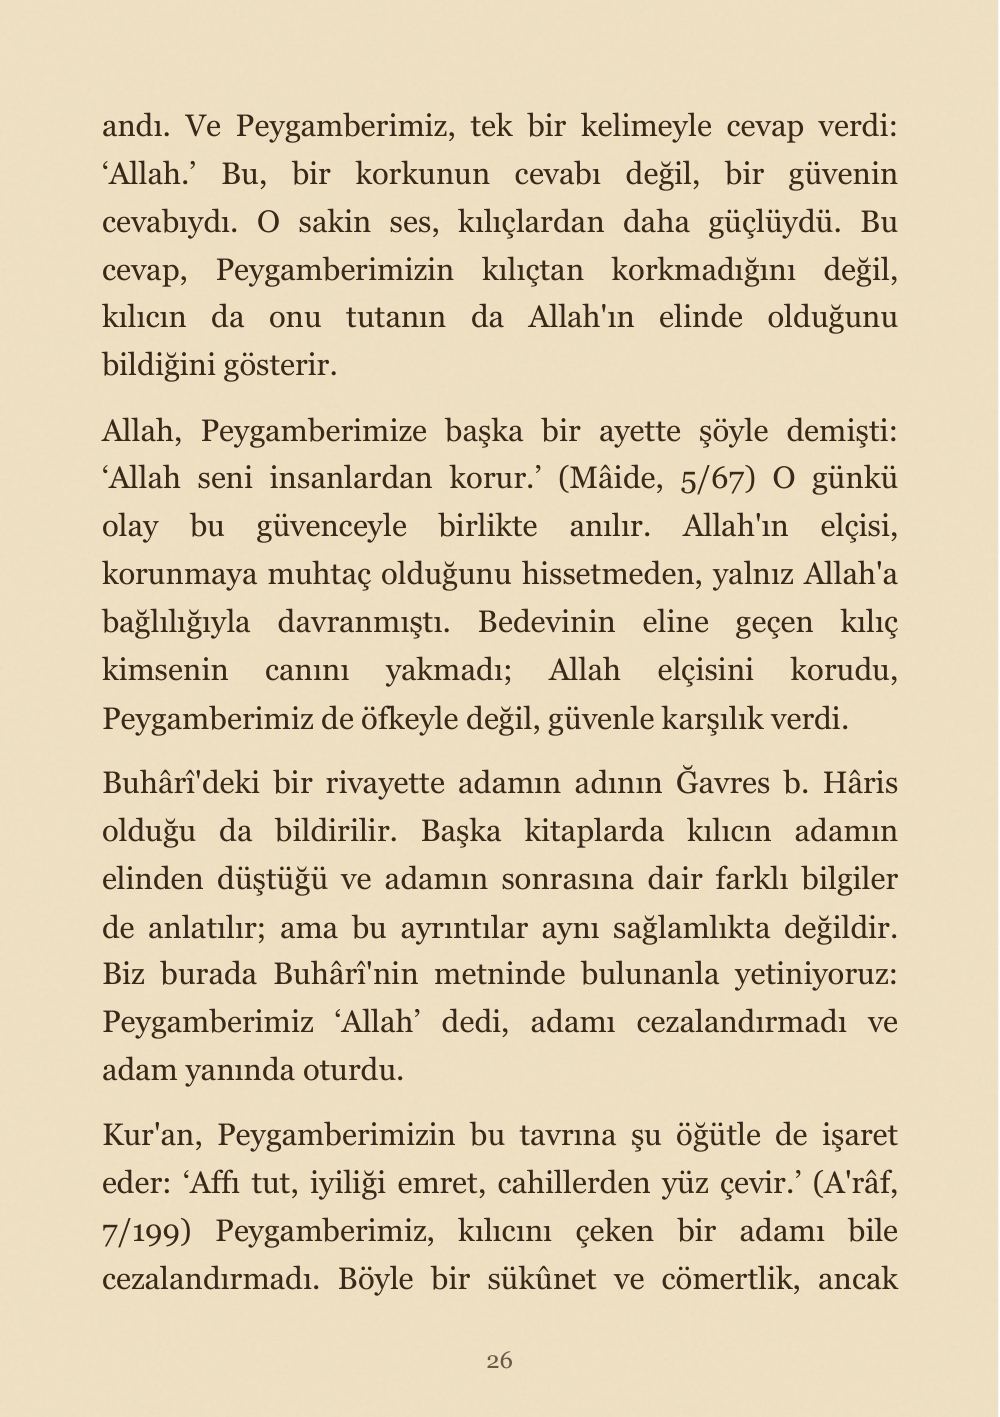 andı. Ve Peygamberimiz, tek bir kelimeyle cevap verdi:
‘Allah.’ Bu, bir korkunun cevabı değil, bir güvenin
cevabıydı. O sakin ses, kılıçlardan daha güçlüydü. Bu
cevap, Peygamberimizin kılıçtan korkmadığını değil,
kılıcın da onu tutanın da Allah'ın elinde olduğunu
bildiğini gösterir.
Allah, Peygamberimize başka bir ayette şöyle demişti:
‘Allah seni insanlardan korur.’ (Mâide, 5/67) O günkü
olay bu güvenceyle birlikte anılır. Allah'ın elçisi,
korunmaya muhtaç olduğunu hissetmeden, yalnız Allah'a
bağlılığıyla davranmıştı. Bedevinin eline geçen kılıç
kimsenin canını yakmadı; Allah elçisini korudu,
Peygamberimiz de öfkeyle değil, güvenle karşılık verdi.
Buhârî'deki bir rivayette adamın adının Ğavres b. Hâris
olduğu da bildirilir. Başka kitaplarda kılıcın adamın
elinden düştüğü ve adamın sonrasına dair farklı bilgiler
de anlatılır; ama bu ayrıntılar aynı sağlamlıkta değildir.
Biz burada Buhârî'nin metninde bulunanla yetiniyoruz:
Peygamberimiz ‘Allah’ dedi, adamı cezalandırmadı ve
adam yanında oturdu.
Kur'an, Peygamberimizin bu tavrına şu öğütle de işaret
eder: ‘Affı tut, iyiliği emret, cahillerden yüz çevir.’ (A'râf,
7/199) Peygamberimiz, kılıcını çeken bir adamı bile
cezalandırmadı. Böyle bir sükûnet ve cömertlik, ancak
26